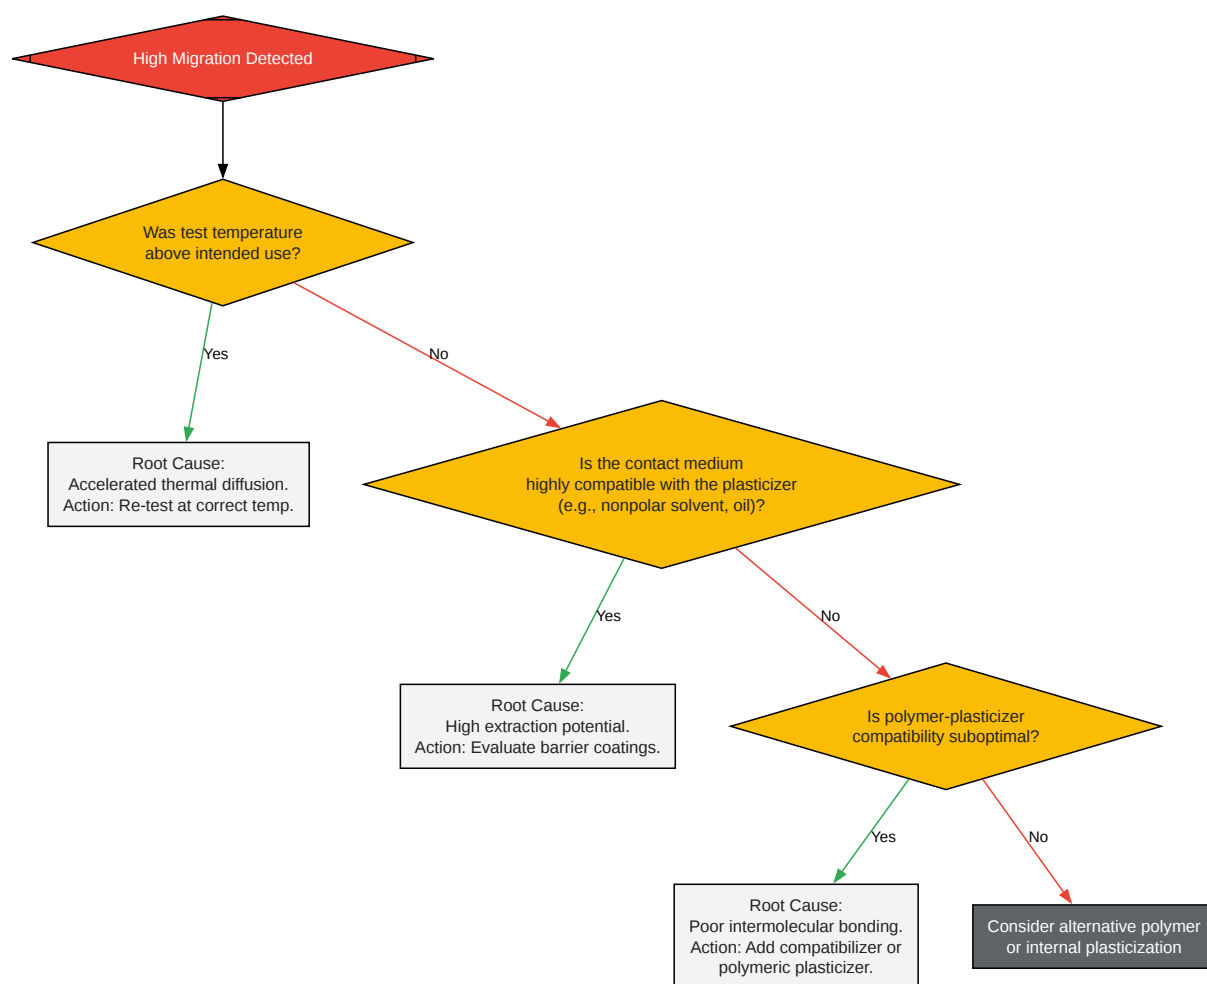 High Migration Detected
Was test temperature
above intended use?
Yes
No
Root Cause:
Accelerated thermal diffusion.
Action: Re-test at correct temp.
Is the contact medium
highly compatible with the plasticizer
(e.g., nonpolar solvent, oil)?
Yes
No
Root Cause:
High extraction potential.
Action: Evaluate barrier coatings.
Is polymer-plasticizer
compatibility suboptimal?
Yes
No
Root Cause:
Poor intermolecular bonding.
Action: Add compatibilizer or
polymeric plasticizer.
Consider alternative polymer
or internal plasticization